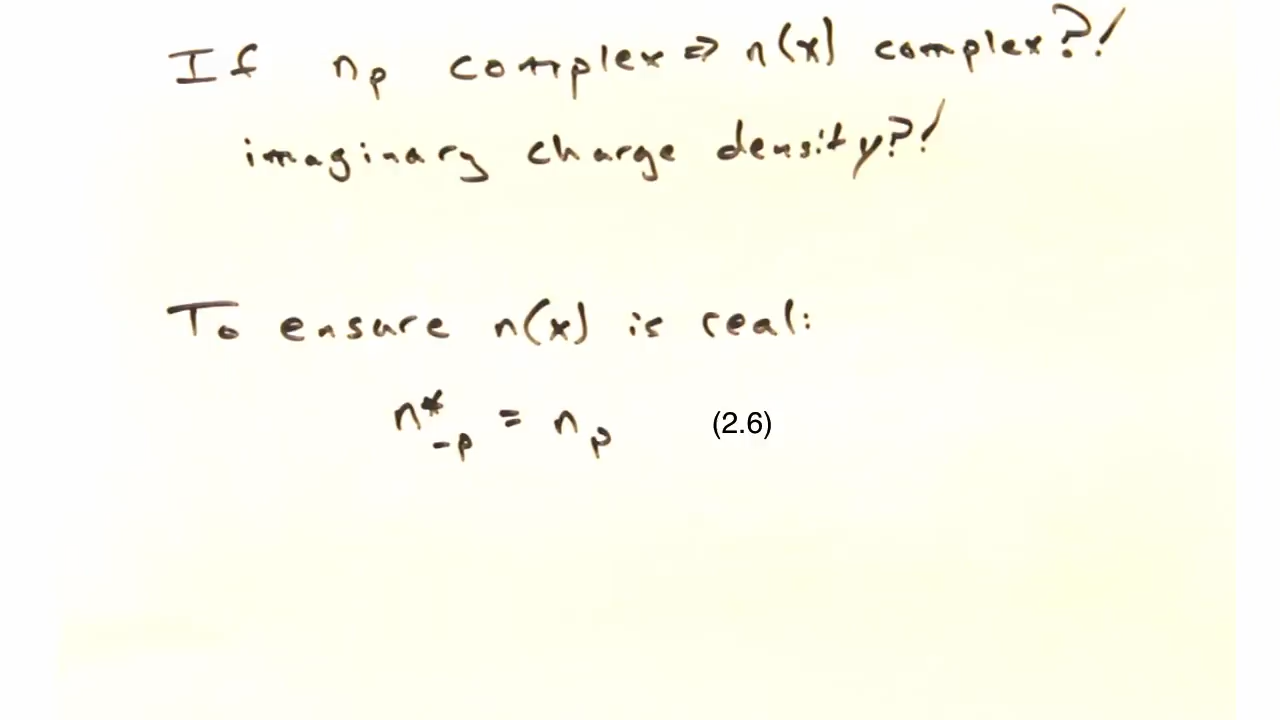 If n_p complex ⇒ n(x) complex?!
imaginary charge density?!
To ensure n(x) is real:
n*_{-p} = n_p (2.6)